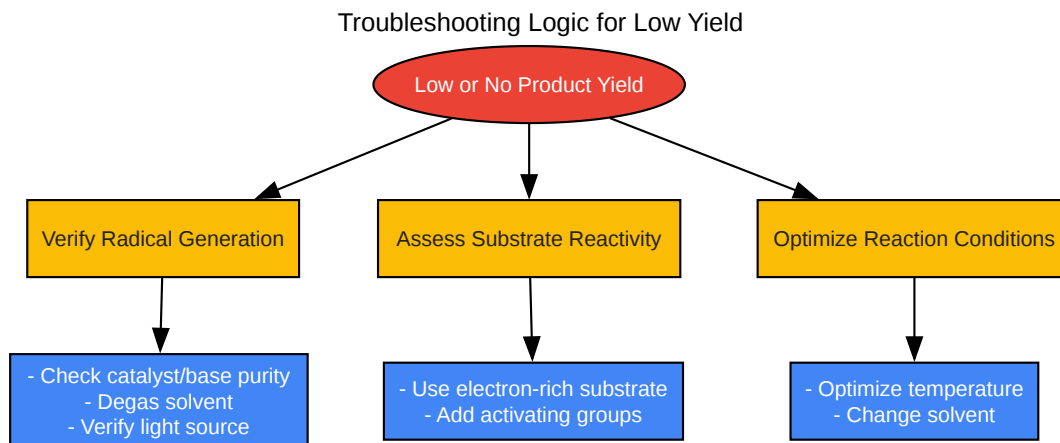 Troubleshooting Logic for Low Yield
Low or No Product Yield
Verify Radical Generation
Assess Substrate Reactivity
Optimize Reaction Conditions
- Check catalyst/base purity
- Degas solvent
- Verify light source
- Use electron-rich substrate
- Add activating groups
- Optimize temperature
- Change solvent